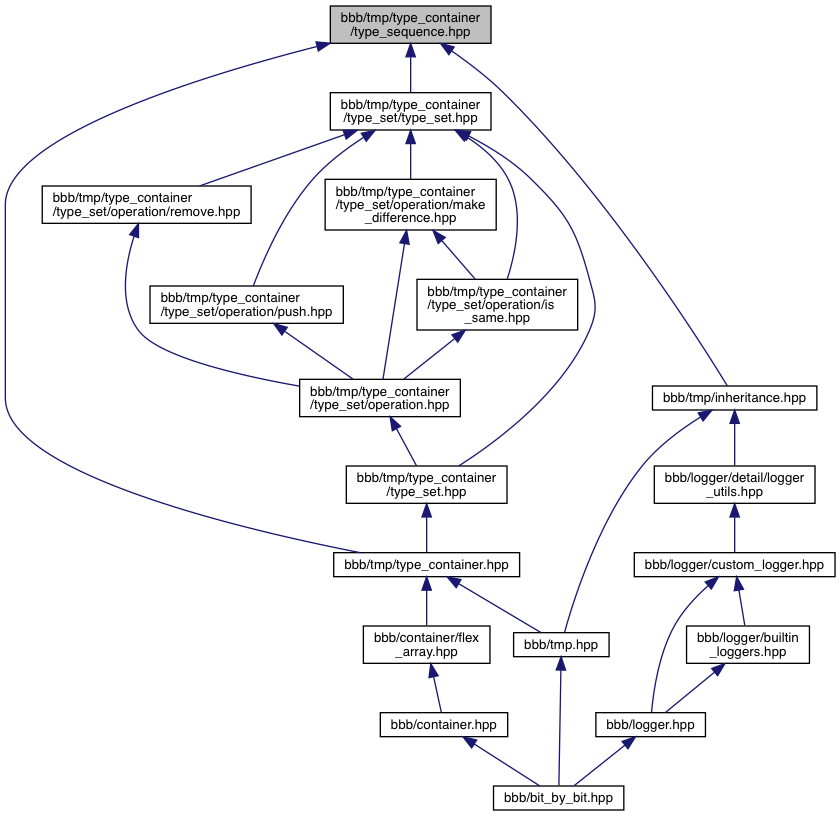 bbb/tmp/type_container
/type_sequence.hpp
bbb/tmp/type_container
/type_set/type_set.hpp
bbb/tmp/type_container
/type_set/operation/remove.hpp
bbb/tmp/type_container
/type_set/operation/make
_difference.hpp
bbb/tmp/type_container
/type_set/operation/push.hpp
bbb/tmp/type_container
/type_set/operation/is
_same.hpp
bbb/tmp/type_container
/type_set/operation.hpp
bbb/tmp/inheritance.hpp
bbb/tmp/type_container
/type_set.hpp
bbb/logger/detail/logger
_utils.hpp
bbb/tmp/type_container.hpp
bbb/logger/custom_logger.hpp
bbb/container/flex
_array.hpp
bbb/tmp.hpp
bbb/logger/builtin
_loggers.hpp
bbb/container.hpp
bbb/logger.hpp
bbb/bit_by_bit.hpp